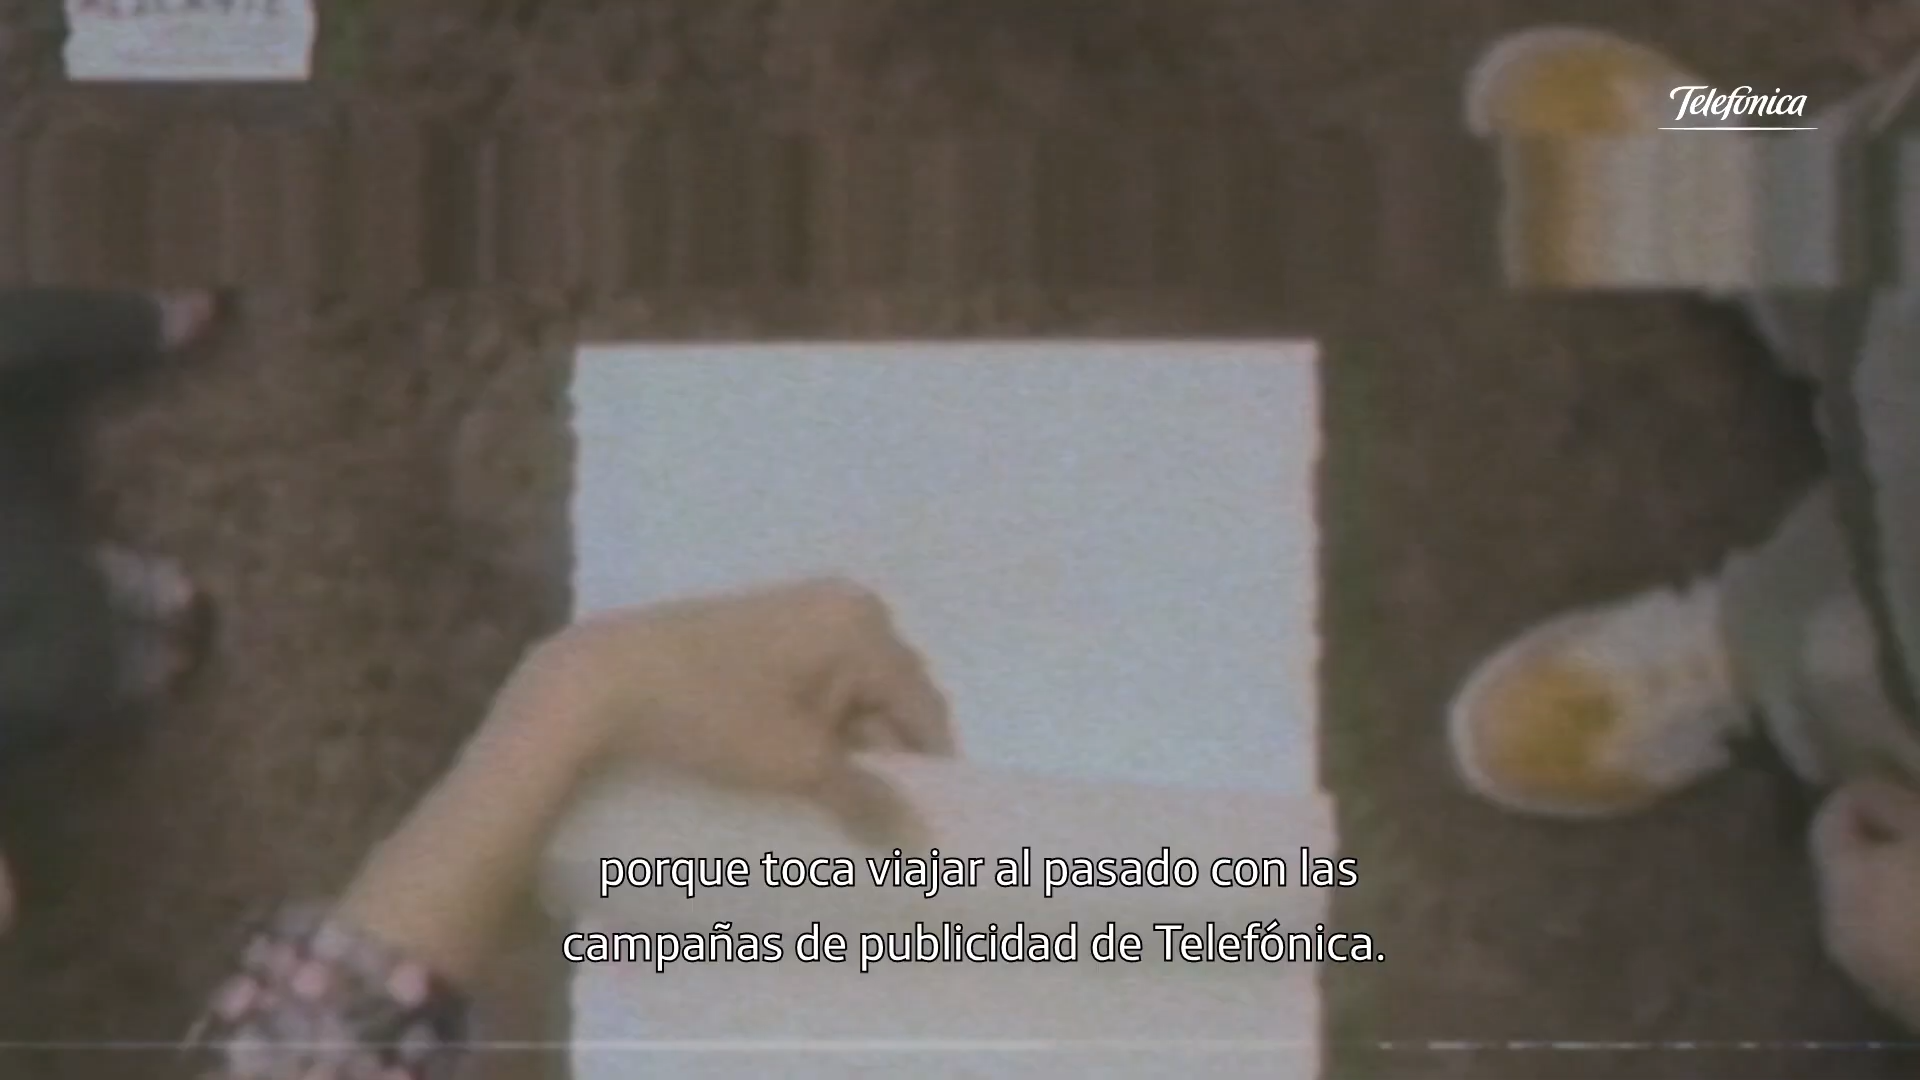 Telefónica
porque toca viajar al pasado con las
campañas de publicidad de Telefónica.